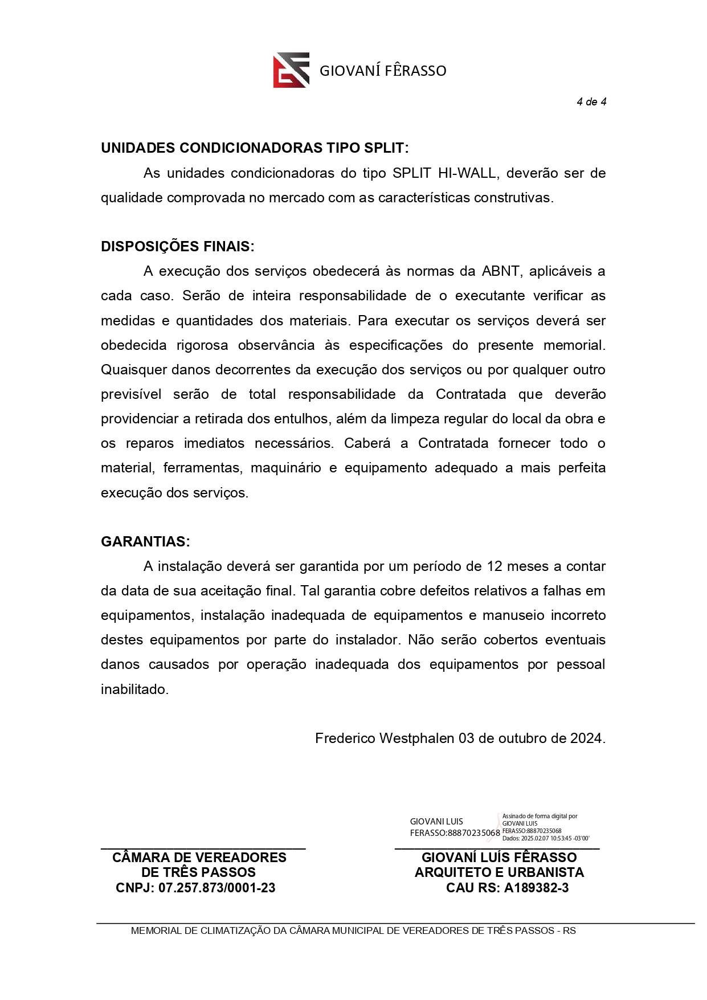 GIOVANÍ FÊRASSO
4 de 4
UNIDADES CONDICIONADORAS TIPO SPLIT:
As unidades condicionadoras do tipo SPLIT HI-WALL, deverão ser de
qualidade comprovada no mercado com as características construtivas.
DISPOSIÇÕES FINAIS:
A execução dos serviços obedecerá às normas da ABNT, aplicáveis a
cada caso. Serão de inteira responsabilidade de o executante verificar as
medidas e quantidades dos materiais. Para executar os serviços deverá ser
obedecida rigorosa observância às especificações do presente memorial.
Quaisquer danos decorrentes da execução dos serviços ou por qualquer outro
previsível serão de total responsabilidade da Contratada que deverão
providenciar a retirada dos entulhos, além da limpeza regular do local da obra e
os reparos imediatos necessários. Caberá a Contratada fornecer todo o
material, ferramentas, maquinário e equipamento adequado a mais perfeita
execução dos serviços.
GARANTIAS:
A instalação deverá ser garantida por um período de 12 meses a contar
da data de sua aceitação final. Tal garantia cobre defeitos relativos a falhas em
equipamentos, instalação inadequada de equipamentos e manuseio incorreto
destes equipamentos por parte do instalador. Não serão cobertos eventuais
danos causados por operação inadequada dos equipamentos por pessoal
inabilitado.
Frederico Westphalen 03 de outubro de 2024.
GIOVANI LUIS
FERASSO:88870235068
Assinado de forma digital por
GIOVANI LUIS
FERASSO:88870235068
Dados: 2025.02.07 10:53:45 -03'00'
CÂMARA DE VEREADORES
DE TRÊS PASSOS
CNPJ: 07.257.873/0001-23
GIOVANÍ LUÍS FÊRASSO
ARQUITETO E URBANISTA
CAU RS: A189382-3
MEMORIAL DE CLIMATIZAÇÃO DA CÂMARA MUNICIPAL DE VEREADORES DE TRÊS PASSOS - RS